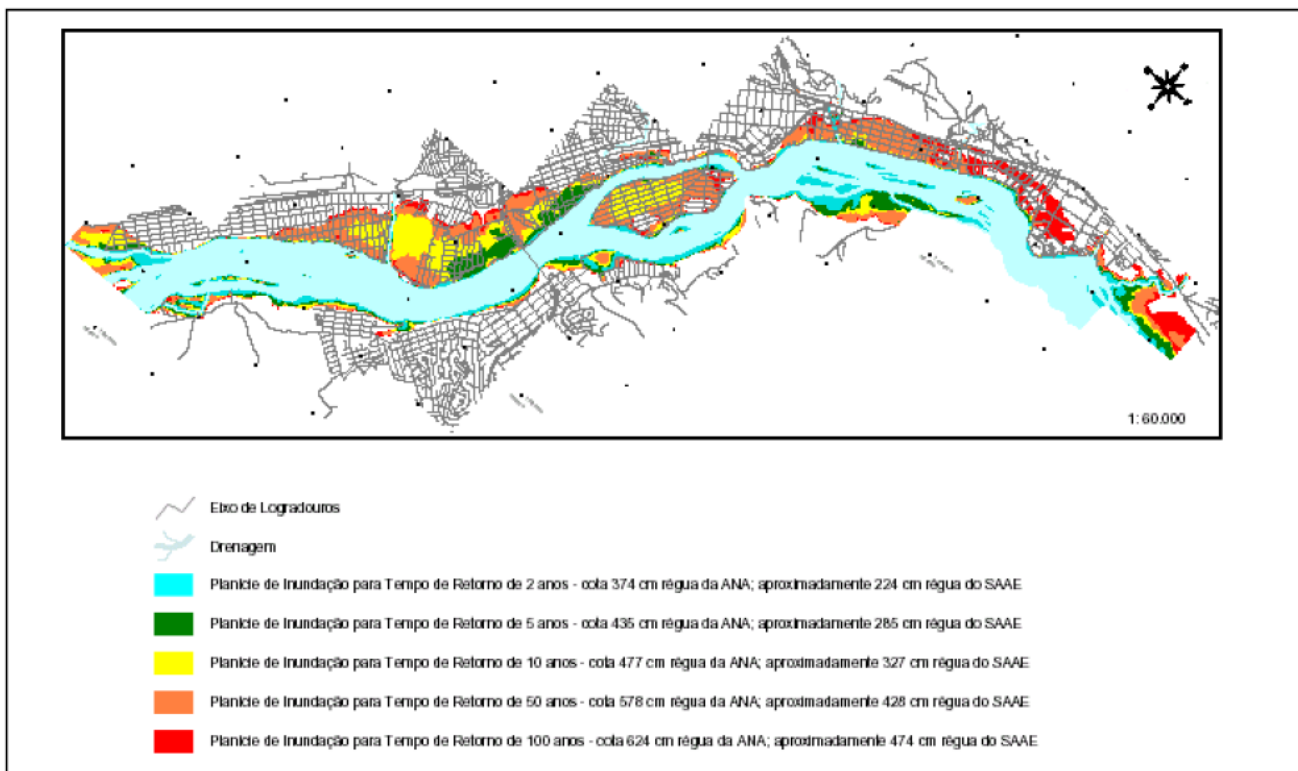 1:60.000
Eixo de Logradouros
Drenagem
Planície de Inundação para Tempo de Retorno de 2 anos - cota 374 cm régua da ANA; aproximadamente 224 cm régua do SAAE
Planície de Inundação para Tempo de Retorno de 5 anos - cota 435 cm régua da ANA; aproximadamente 285 cm régua do SAAE
Planície de Inundação para Tempo de Retorno de 10 anos - cota 477 cm régua da ANA; aproximadamente 327 cm régua do SAAE
Planície de Inundação para Tempo de Retorno de 50 anos - cota 578 cm régua da ANA; aproximadamente 428 cm régua do SAAE
Planície de Inundação para Tempo de Retorno de 100 anos - cota 624 cm régua da ANA; aproximadamente 474 cm régua do SAAE